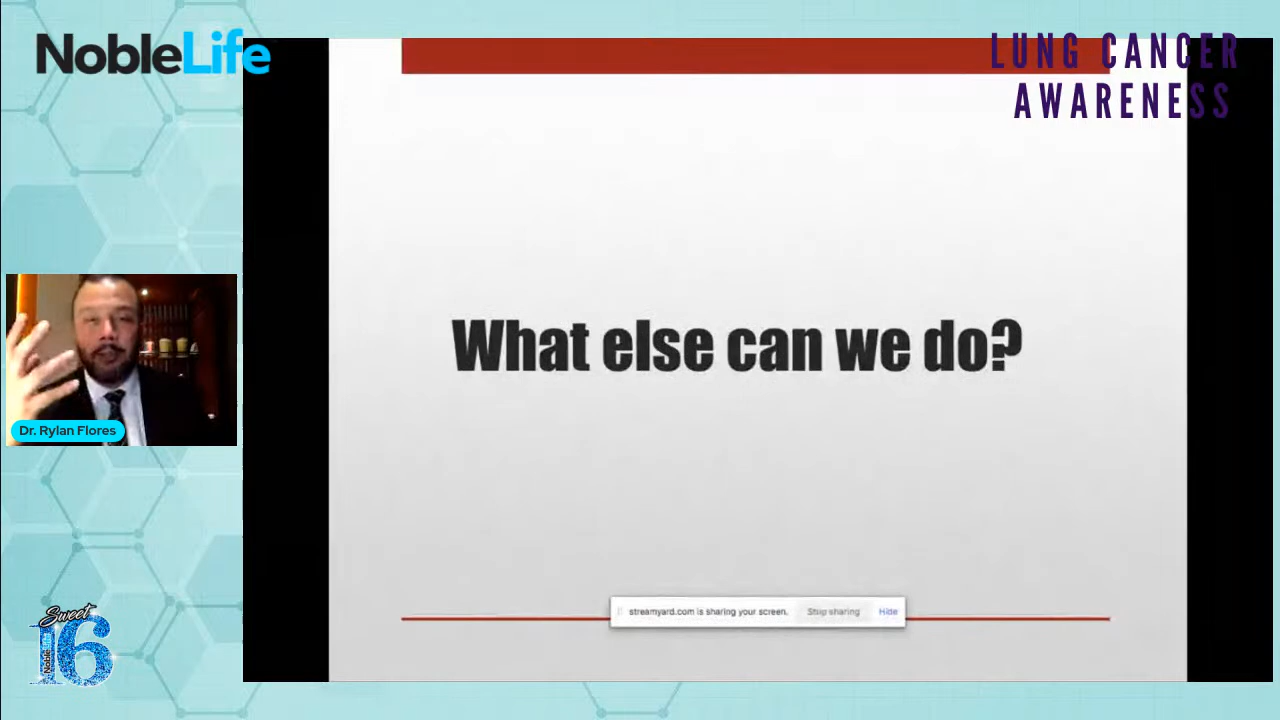 NobleLife
LUNG CANCER
AWARENESS
What else can we do?
Dr. Rylan Flores
streamyard.com is sharing your screen. Stop sharing Hide
Sweet
16
NobleLife